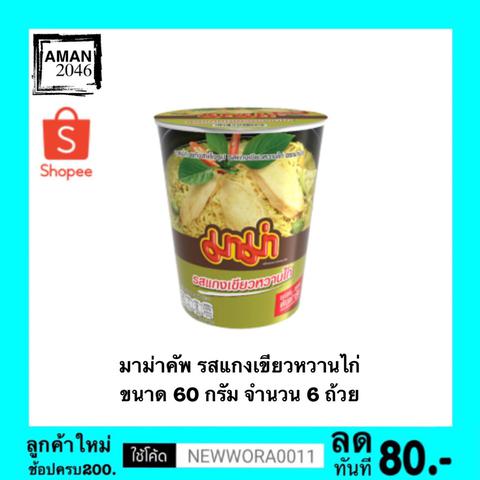 AMAN
2046
S
Shopee
มาม่า
รสแกงเขียวหวานไก่
มาม่าคัพ รสแกงเขียวหวานไก่
ขนาด 60 กรัม จำนวน 6 ถ้วย
ลูกค้าใหม่
ช้อปครบ200.
ใช้โค้ด
NEWWORA0011
ลด
ทันที
80.-